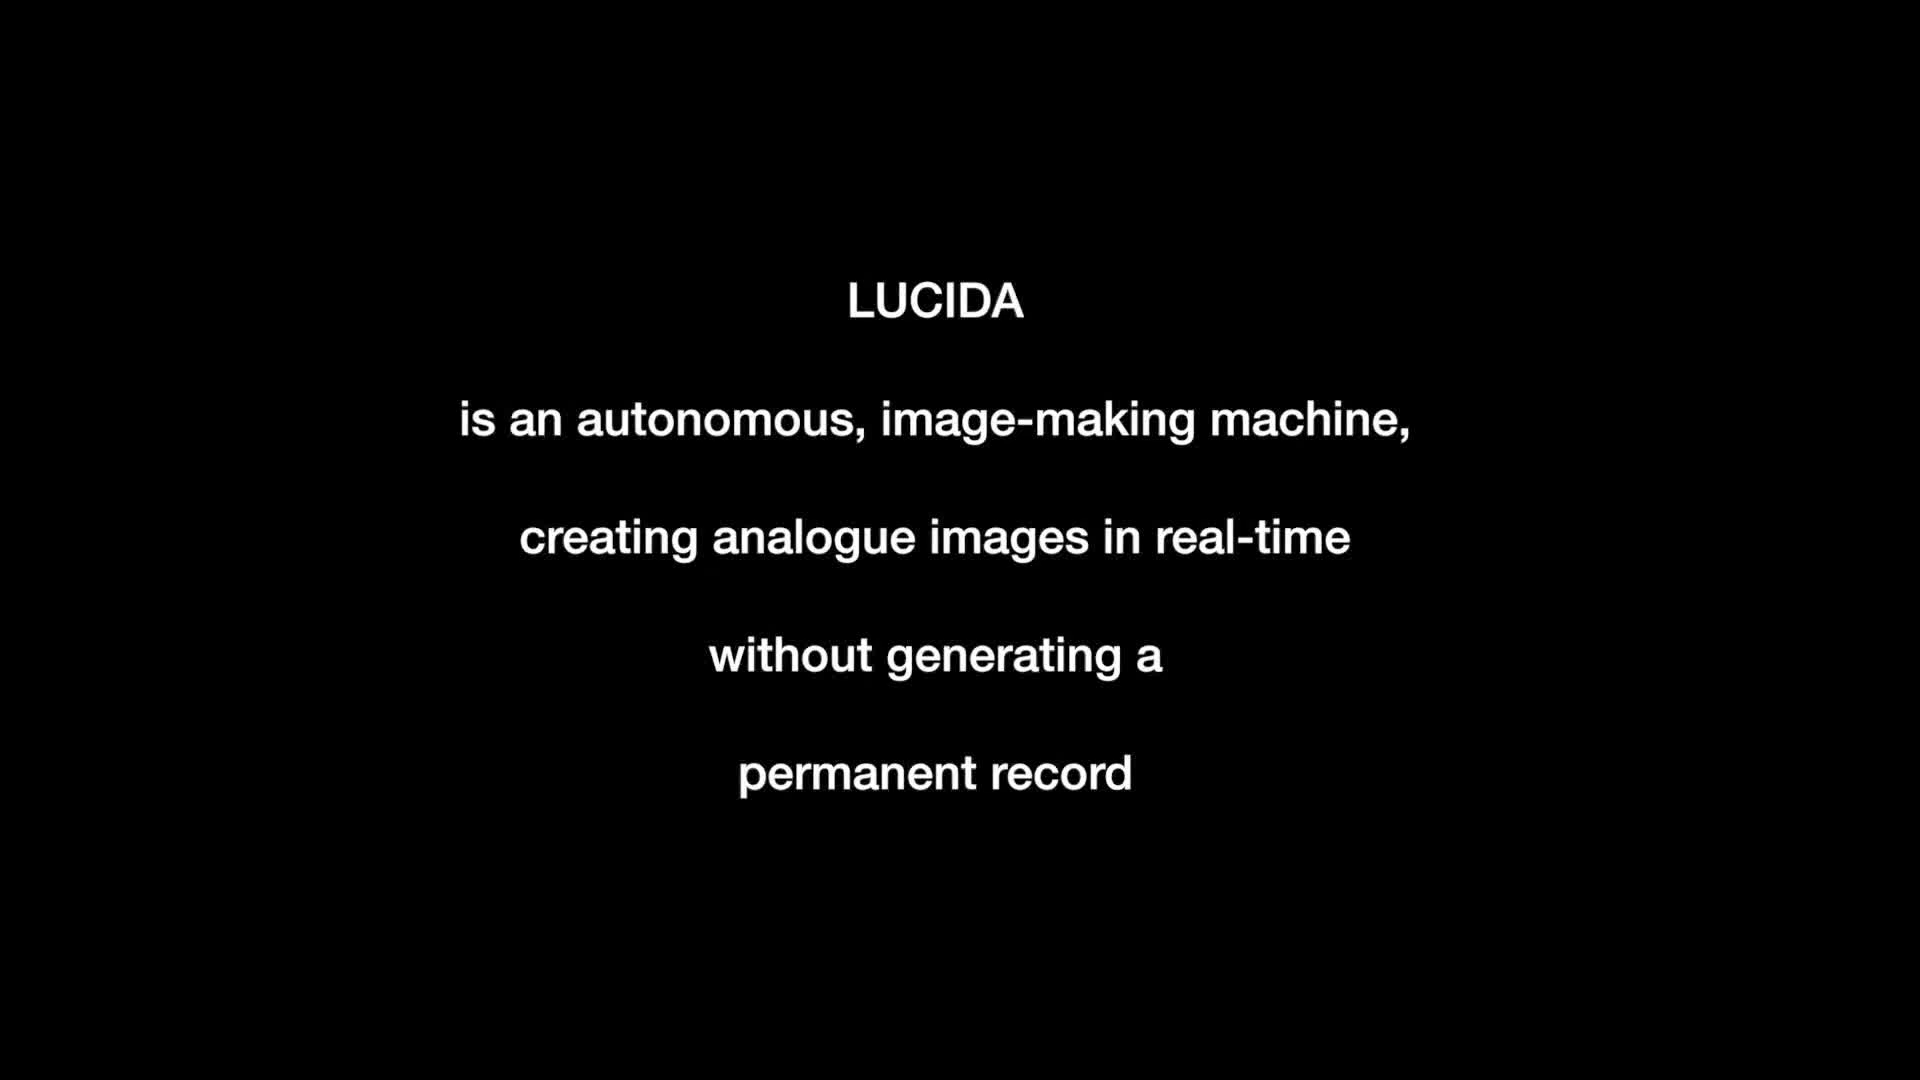 LUCIDA
is an autonomous, image-making machine,
creating analogue images in real-time
without generating a
permanent record